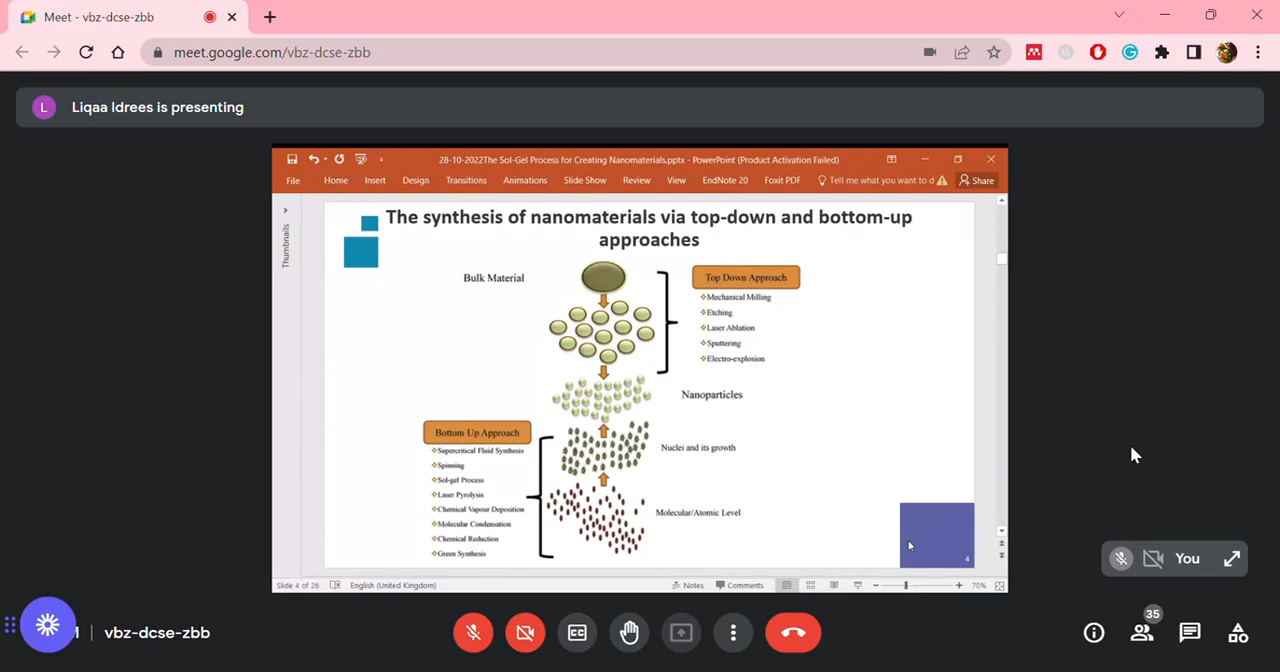 Meet - vbz-dcse-zbb
meet.google.com/vbz-dcse-zbb
L Liqaa Idrees is presenting
28-10-2022The Sol-Gel Process for Creating Nanomaterials.pptx - PowerPoint (Product Activation Failed)
File Home Insert Design Transitions Animations Slide Show Review View EndNote 20 Foxit PDF Tell me what you want to d Share
Thumbnails
The synthesis of nanomaterials via top-down and bottom-up
approaches
Bulk Material
Top Down Approach
Mechanical Milling
Etching
Laser Ablation
Sputtering
Electro-explosion
Nanoparticles
Bottom Up Approach
Supercritical Fluid Synthesis
Spinning
Sol-gel Process
Laser Pyrolysis
Chemical Vapour Deposition
Molecular Condensation
Chemical Reduction
Green Synthesis
Nuclei and its growth
Molecular/Atomic Level
4
Slide 4 of 26 English (United Kingdom) Notes Comments 70%
You
M | vbz-dcse-zbb
CC
35